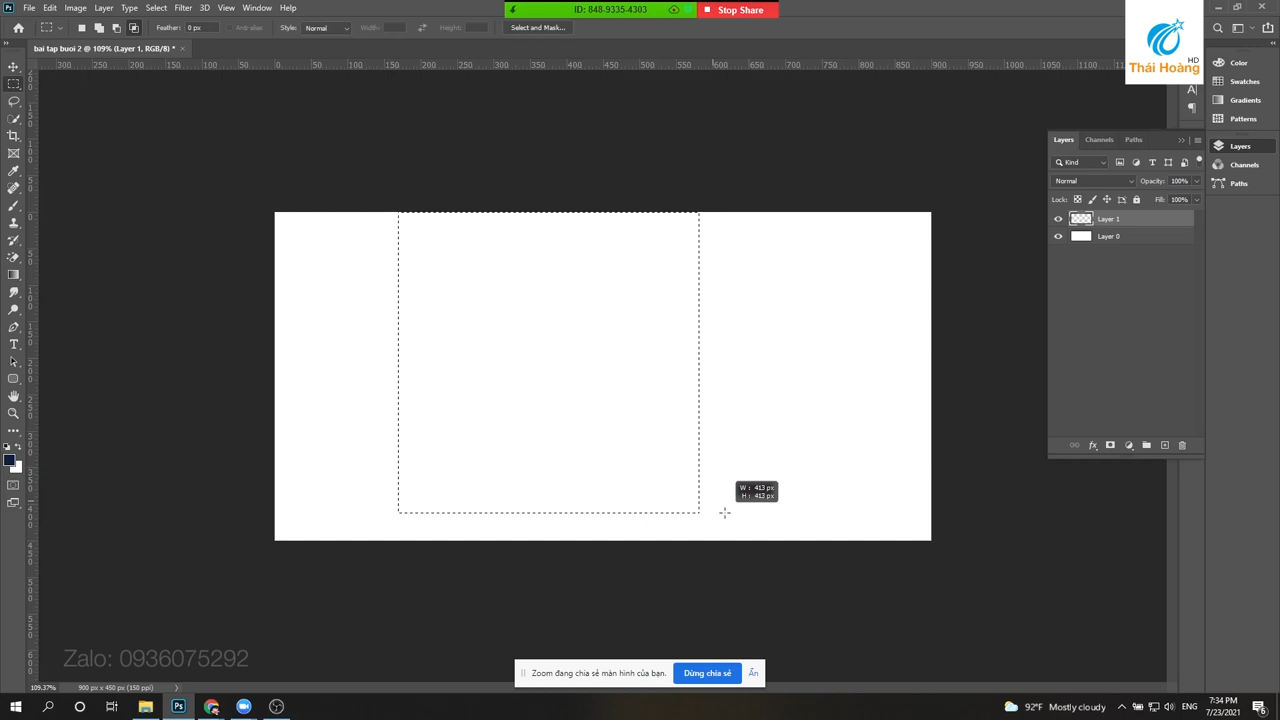 File Edit Image Layer Type Select Filter 3D View Window Help
ID: 848-9335-4303
Stop Share
Feather: 0 px
Anti-alias
Style: Normal
Width:
Height:
Select and Mask...
bai tap buoi 2 @ 109% (Layer 1, RGB/8) *
HD
Thái Hoàng
Color
Swatches
Gradients
Patterns
Layers
Channels
Paths
Layers Channels Paths
Kind
Normal
Opacity: 100%
Lock:
Fill: 100%
Layer 1
Layer 0
W : 413 px
H : 413 px
Zalo: 0936075292
Zoom đang chia sẻ màn hình của bạn.
Dừng chia sẻ
Ẩn
109.37%
900 px x 450 px (150 ppi)
92°F Mostly cloudy
ENG
7:34 PM
7/23/2021